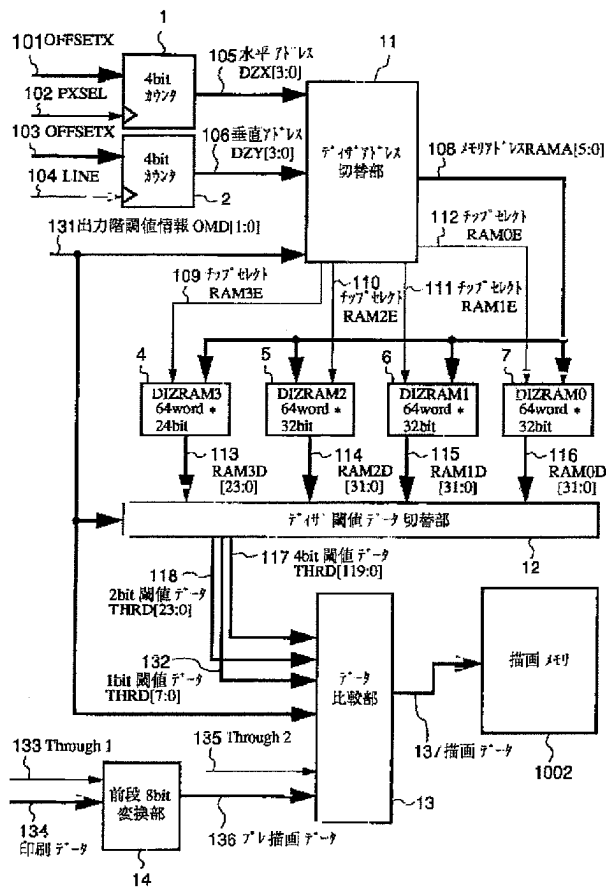 1
101 OFFSETX
4bit
カウンタ
102 PXSEL
105 水平アドレス
DZX[3:0]
11
103 OFFSETX
4bit
カウンタ
104 LINE
2
106 垂直アドレス
DZY[3:0]
ディザアドレス
切替部
108 メモリアドレスRAMA[5:0]
131 出力階調値情報 OMD[1:0]
112 チップセレクト
RAM0E
109 チップセレクト
RAM3E
110
チップセレクト
RAM2E
111 チップセレクト
RAM1E
4
DIZRAM3
64word *
24bit
5
DIZRAM2
64word *
32bit
6
DIZRAM1
64word *
32bit
7
DIZRAM0
64word *
32bit
113
RAM3D
[23:0]
114
RAM2D
[31:0]
115
RAM1D
[31:0]
116
RAM0D
[31:0]
ディザ閾値データ切替部
12
117 4bit 閾値データ
THRD[119:0]
118
2bit 閾値データ
THRD[23:0]
132
1bit 閾値データ
THRD[7:0]
データ
比較部
描画メモリ
137描画データ
1002
133 Through 1
135 Through 2
13
前段 8bit
変換部
134
印刷データ
136 プレ描画データ
14